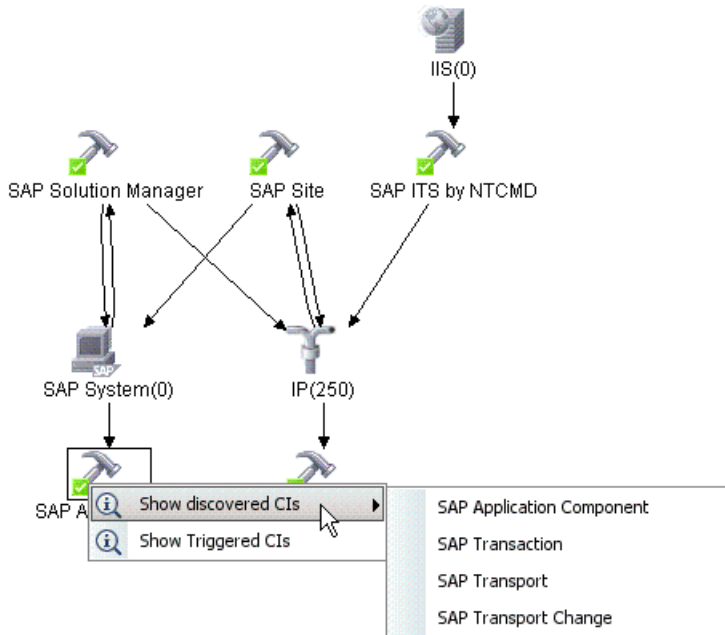 IIS(0)
SAP Solution Manager
SAP Site
SAP ITS by NTCMD
SAP
SAP System(0)
IP(250)
SAP A
Show discovered CIs
Show Triggered CIs
SAP Application Component
SAP Transaction
SAP Transport
SAP Transport Change